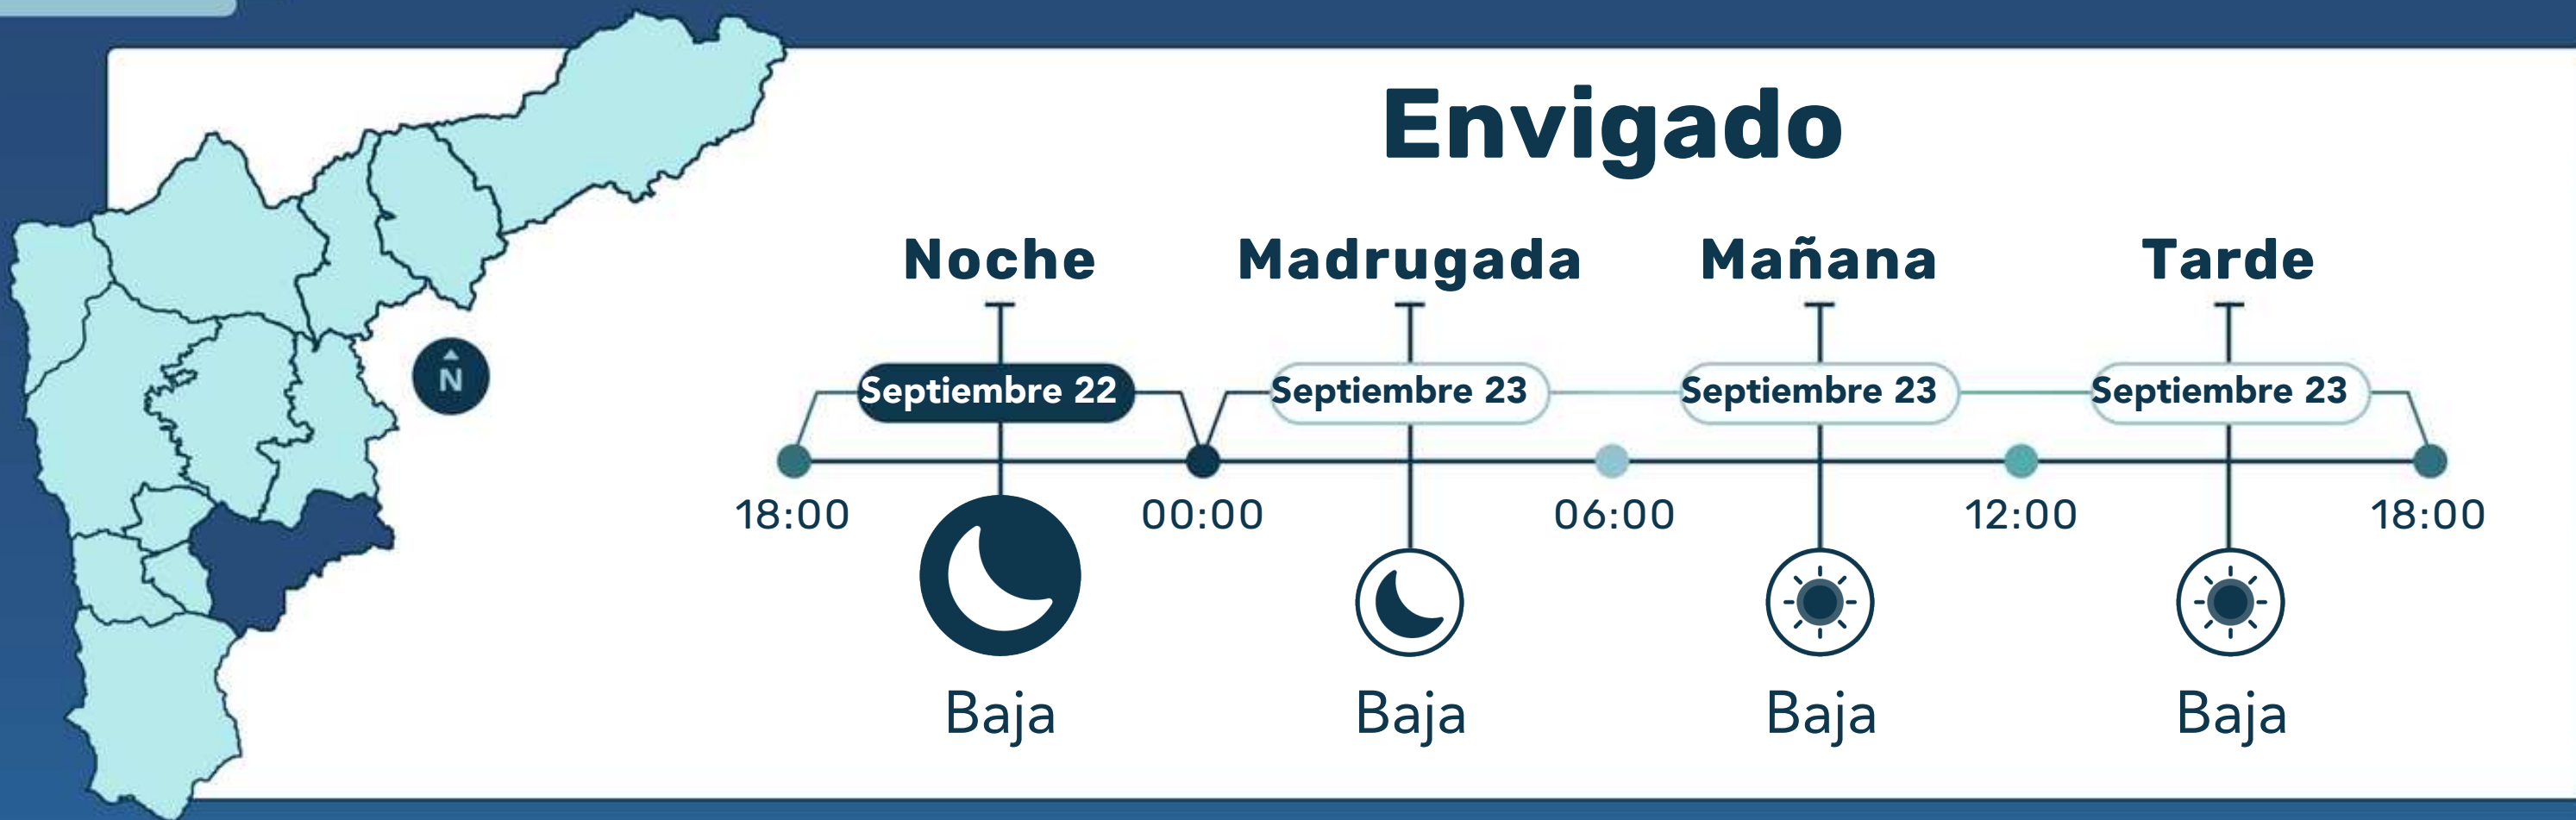 Envigado
Noche Madrugada Mañana Tarde
Septiembre 22 Septiembre 23 Septiembre 23 Septiembre 23
N
18:00 00:00 06:00 12:00 18:00
Baja Baja Baja Baja